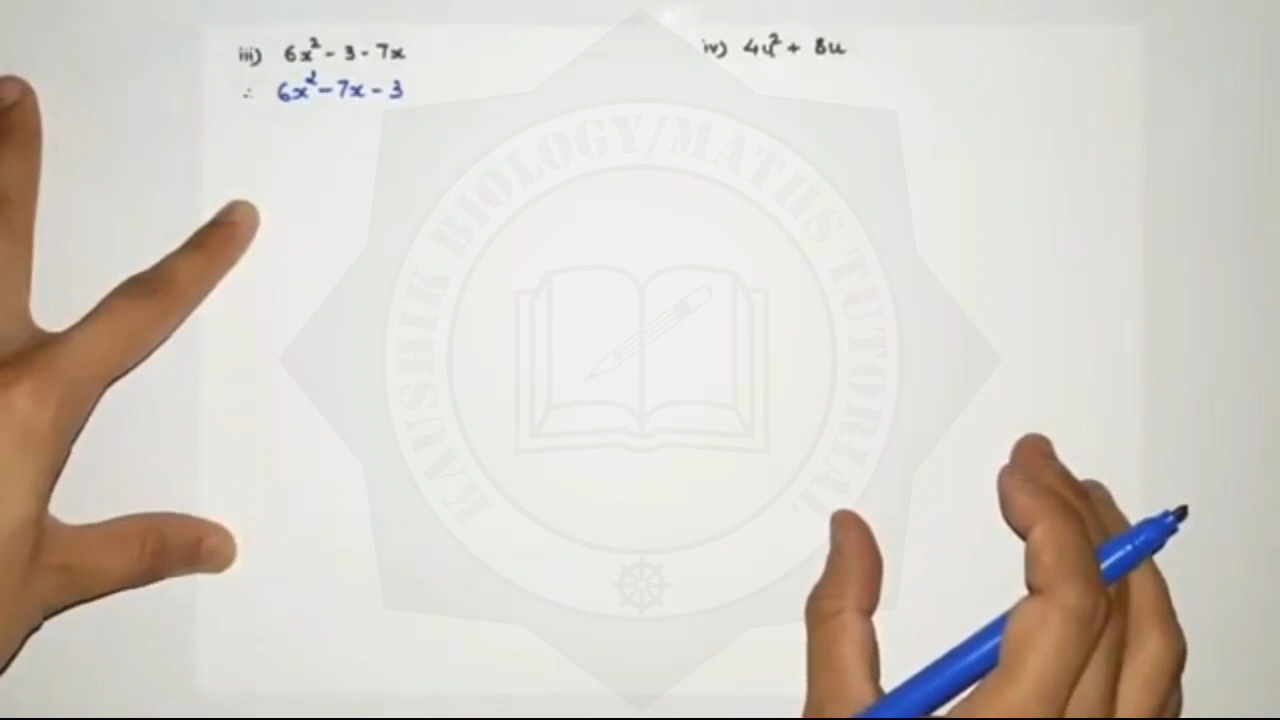 iii) 6x² - 3 - 7x
∴ 6x² - 7x - 3
iv) 4u² + 8u
KAUSHIK BIOLOGY/MATHS TUTORIAL